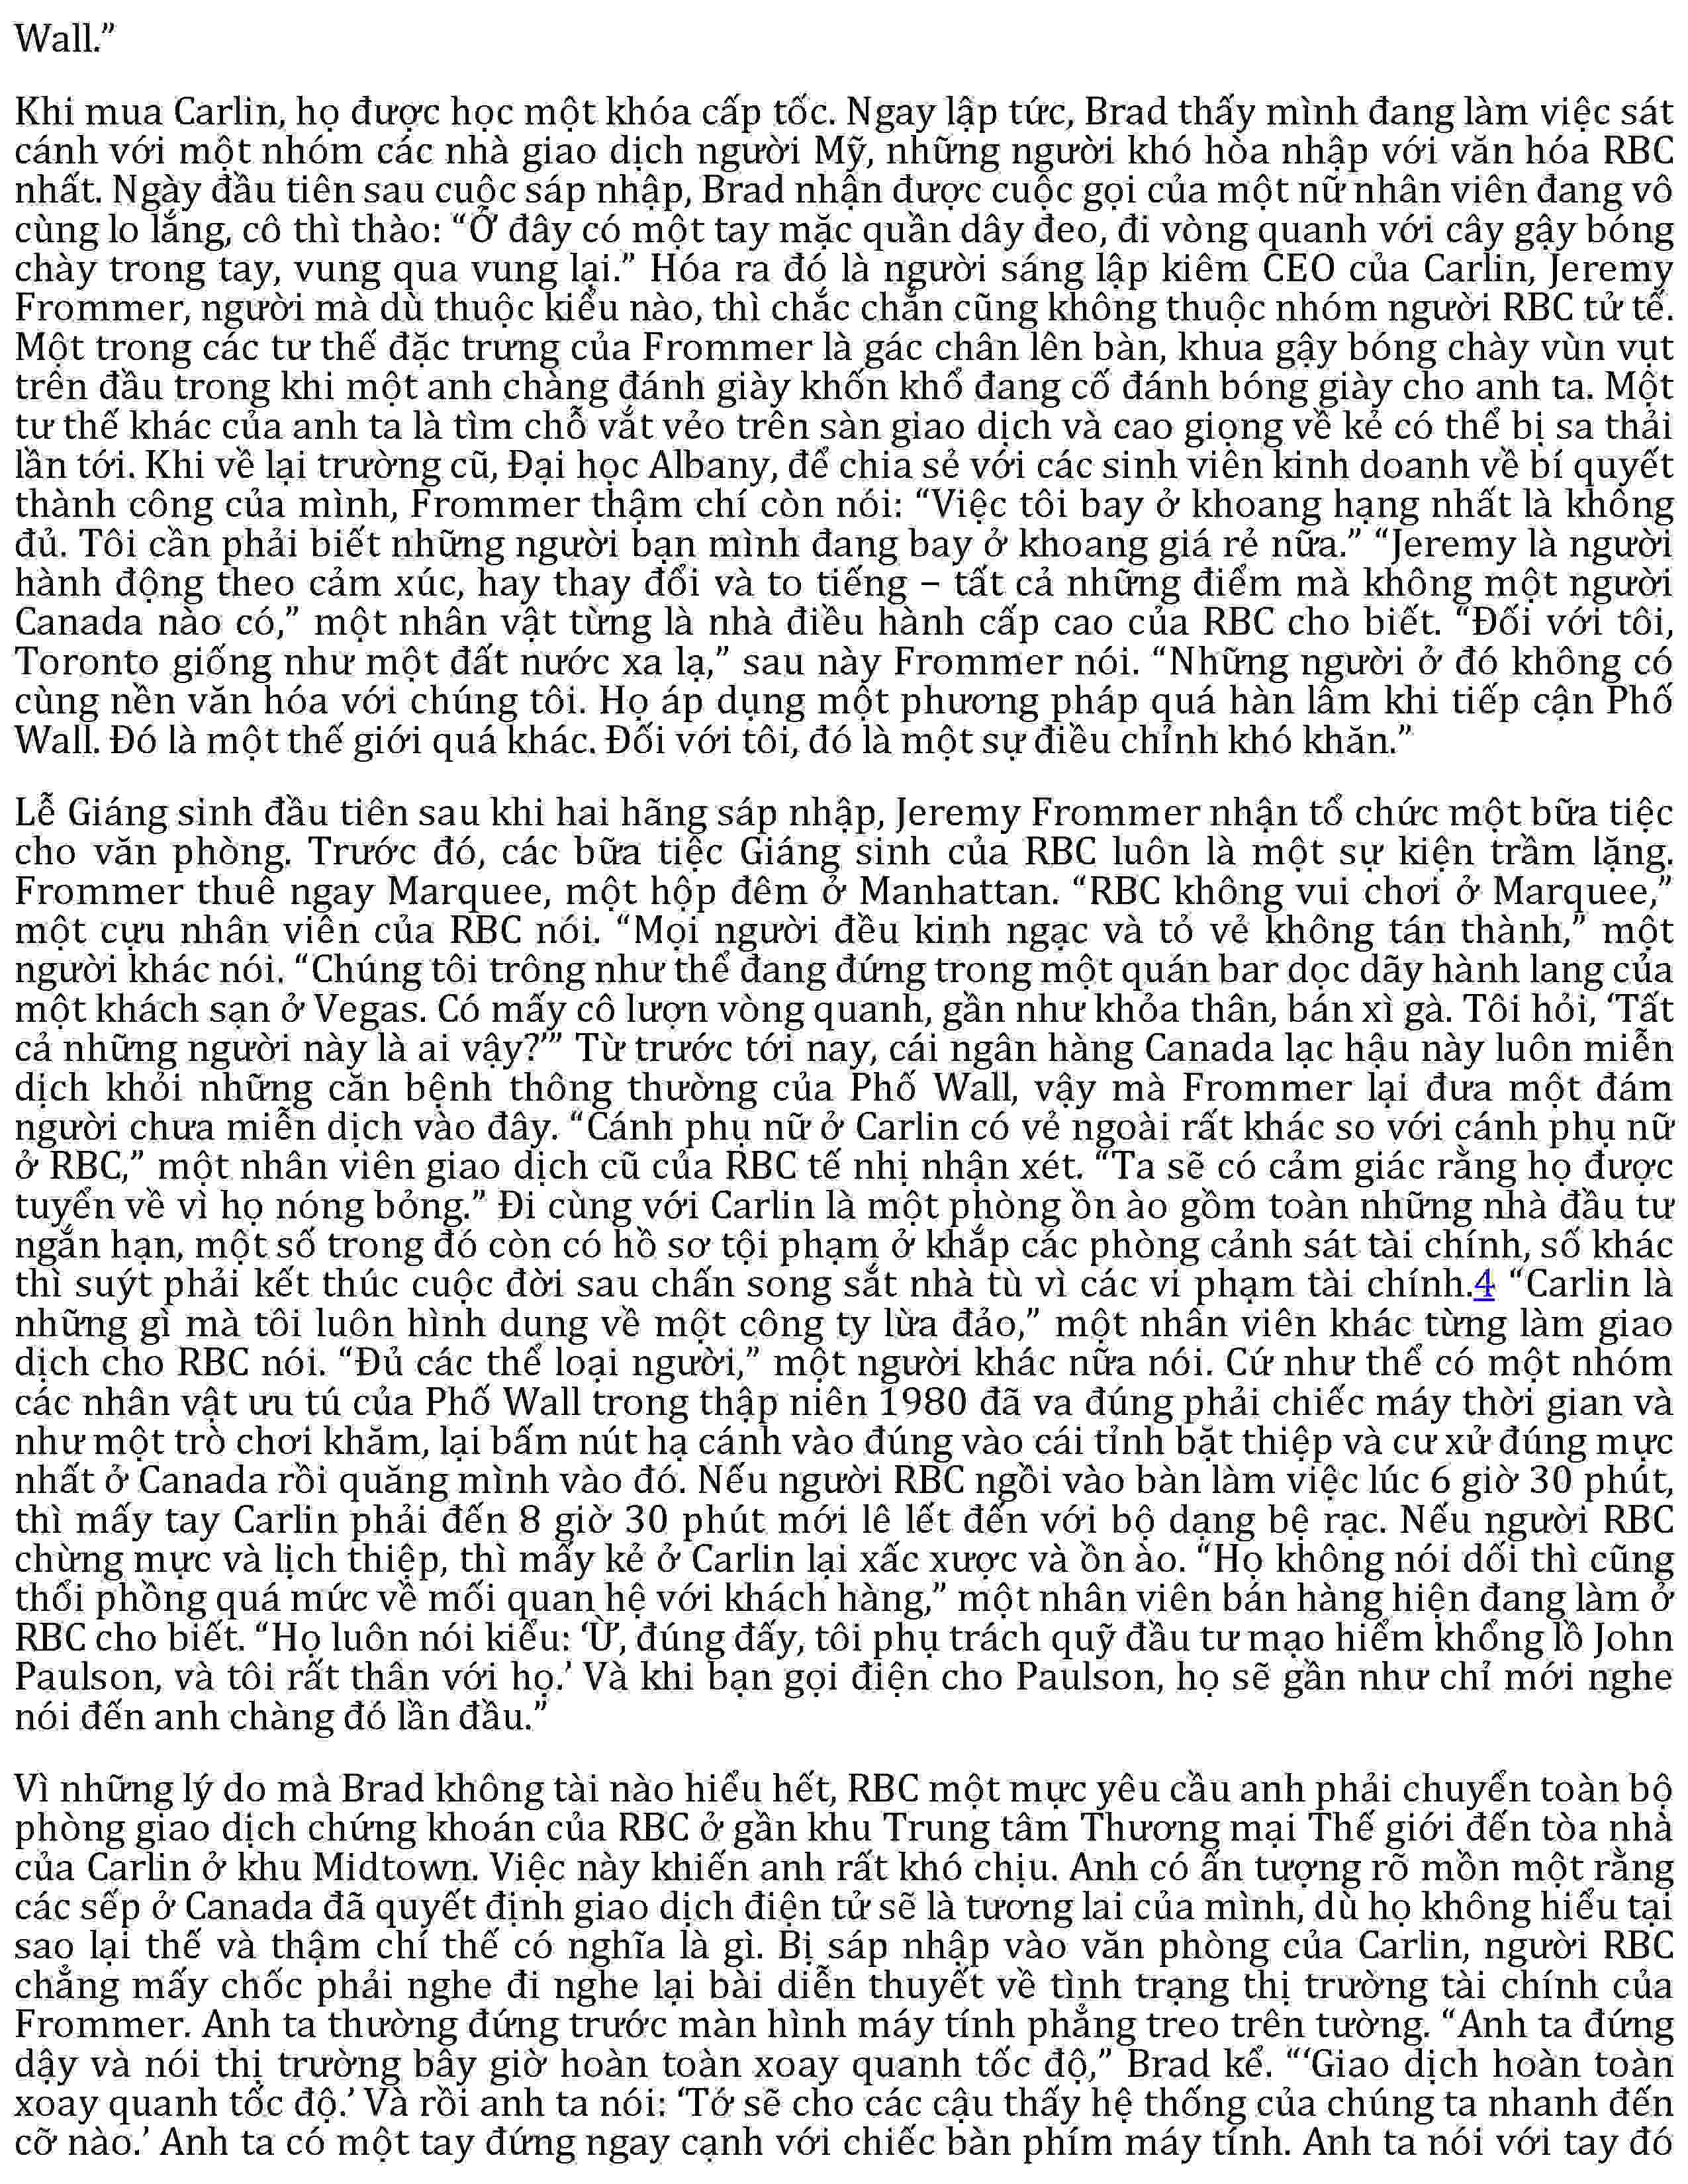 Wall.”
Khi mua Carlin, họ được học một khóa cấp tốc. Ngay lập tức, Brad thấy mình đang làm việc sát
cánh với một nhóm các nhà giao dịch người Mỹ, những người khó hòa nhập với văn hóa RBC
nhất. Ngày đầu tiên sau cuộc sáp nhập, Brad nhận được cuộc gọi của một nữ nhân viên đang vô
cùng lo lắng, cô thì thào: “Ở đây có một tay mặc quần dây đeo, đi vòng quanh với cây gậy bóng
chày trong tay, vung qua vung lại.” Hóa ra đó là người sáng lập kiêm CEO của Carlin, Jeremy
Frommer, người mà dù thuộc kiểu nào, thì chắc chắn cũng không thuộc nhóm người RBC tử tế.
Một trong các tư thế đặc trưng của Frommer là gác chân lên bàn, khua gậy bóng chày vùn vụt
trên đầu trong khi một anh chàng đánh giày khốn khổ đang cố đánh bóng giày cho anh ta. Một
tư thế khác của anh ta là tìm chỗ vắt vẻo trên sàn giao dịch và cao giọng về kẻ có thể bị sa thải
lần tới. Khi về lại trường cũ, Đại học Albany, để chia sẻ với các sinh viên kinh doanh về bí quyết
thành công của mình, Frommer thậm chí còn nói: “Việc tôi bay ở khoang hạng nhất là không
đủ. Tôi cần phải biết những người bạn mình đang bay ở khoang giá rẻ nữa.” “Jeremy là người
hành động theo cảm xúc, hay thay đổi và to tiếng – tất cả những điểm mà không một người
Canada nào có,” một nhân vật từng là nhà điều hành cấp cao của RBC cho biết. “Đối với tôi,
Toronto giống như một đất nước xa lạ,” sau này Frommer nói. “Những người ở đó không có
cùng nền văn hóa với chúng tôi. Họ áp dụng một phương pháp quá hàn lâm khi tiếp cận Phố
Wall. Đó là một thế giới quá khác. Đối với tôi, đó là một sự điều chỉnh khó khăn.”
Lễ Giáng sinh đầu tiên sau khi hai hãng sáp nhập, Jeremy Frommer nhận tổ chức một bữa tiệc
cho văn phòng. Trước đó, các bữa tiệc Giáng sinh của RBC luôn là một sự kiện trầm lặng.
Frommer thuê ngay Marquee, một hộp đêm ở Manhattan. “RBC không vui chơi ở Marquee,”
một cựu nhân viên của RBC nói. “Mọi người đều kinh ngạc và tỏ vẻ không tán thành,” một
người khác nói. “Chúng tôi trông như thể đang đứng trong một quán bar dọc dãy hành lang của
một khách sạn ở Vegas. Có mấy cô lượn vòng quanh, gần như khỏa thân, bán xì gà. Tôi hỏi, ‘Tất
cả những người này là ai vậy?’” Từ trước tới nay, cái ngân hàng Canada lạc hậu này luôn miễn
dịch khỏi những căn bệnh thông thường của Phố Wall, vậy mà Frommer lại đưa một đám
người chưa miễn dịch vào đây. “Cánh phụ nữ ở Carlin có vẻ ngoài rất khác so với cánh phụ nữ
ở RBC,” một nhân viên giao dịch cũ của RBC tế nhị nhận xét. “Ta sẽ có cảm giác rằng họ được
tuyển về vì họ nóng bỏng.” Đi cùng với Carlin là một phòng ồn ào gồm toàn những nhà đầu tư
ngắn hạn, một số trong đó còn có hồ sơ tội phạm ở khắp các phòng cảnh sát tài chính, số khác
thì suýt phải kết thúc cuộc đời sau chấn song sắt nhà tù vì các vi phạm tài chính.4 “Carlin là
những gì mà tôi luôn hình dung về một công ty lừa đảo,” một nhân viên khác từng làm giao
dịch cho RBC nói. “Đủ các thể loại người,” một người khác nữa nói. Cứ như thể có một nhóm
các nhân vật ưu tú của Phố Wall trong thập niên 1980 đã va đúng phải chiếc máy thời gian và
như một trò chơi khăm, lại bấm nút hạ cánh vào đúng vào cái tỉnh bặt thiệp và cư xử đúng mực
nhất ở Canada rồi quăng mình vào đó. Nếu người RBC ngồi vào bàn làm việc lúc 6 giờ 30 phút,
thì mấy tay Carlin phải đến 8 giờ 30 phút mới lê lết đến với bộ dạng bệ rạc. Nếu người RBC
chừng mực và lịch thiệp, thì mấy kẻ ở Carlin lại xấc xược và ồn ào. “Họ không nói dối thì cũng
thổi phồng quá mức về mối quan hệ với khách hàng,” một nhân viên bán hàng hiện đang làm ở
RBC cho biết. “Họ luôn nói kiểu: ‘Ừ, đúng đấy, tôi phụ trách quỹ đầu tư mạo hiểm khổng lồ John
Paulson, và tôi rất thân với họ.’ Và khi bạn gọi điện cho Paulson, họ sẽ gần như chỉ mới nghe
nói đến anh chàng đó lần đầu.”
Vì những lý do mà Brad không tài nào hiểu hết, RBC một mực yêu cầu anh phải chuyển toàn bộ
phòng giao dịch chứng khoán của RBC ở gần khu Trung tâm Thương mại Thế giới đến tòa nhà
của Carlin ở khu Midtown. Việc này khiến anh rất khó chịu. Anh có ấn tượng rõ mồn một rằng
các sếp ở Canada đã quyết định giao dịch điện tử sẽ là tương lai của mình, dù họ không hiểu tại
sao lại thế và thậm chí thế có nghĩa là gì. Bị sáp nhập vào văn phòng của Carlin, người RBC
chẳng mấy chốc phải nghe đi nghe lại bài diễn thuyết về tình trạng thị trường tài chính của
Frommer. Anh ta thường đứng trước màn hình máy tính phẳng treo trên tường. “Anh ta đứng
dậy và nói thị trường bây giờ hoàn toàn xoay quanh tốc độ,” Brad kể. “‘Giao dịch hoàn toàn
xoay quanh tốc độ.’ Và rồi anh ta nói: ‘Tớ sẽ cho các cậu thấy hệ thống của chúng ta nhanh đến
cỡ nào.’ Anh ta có một tay đứng ngay cạnh với chiếc bàn phím máy tính. Anh ta nói với tay đó